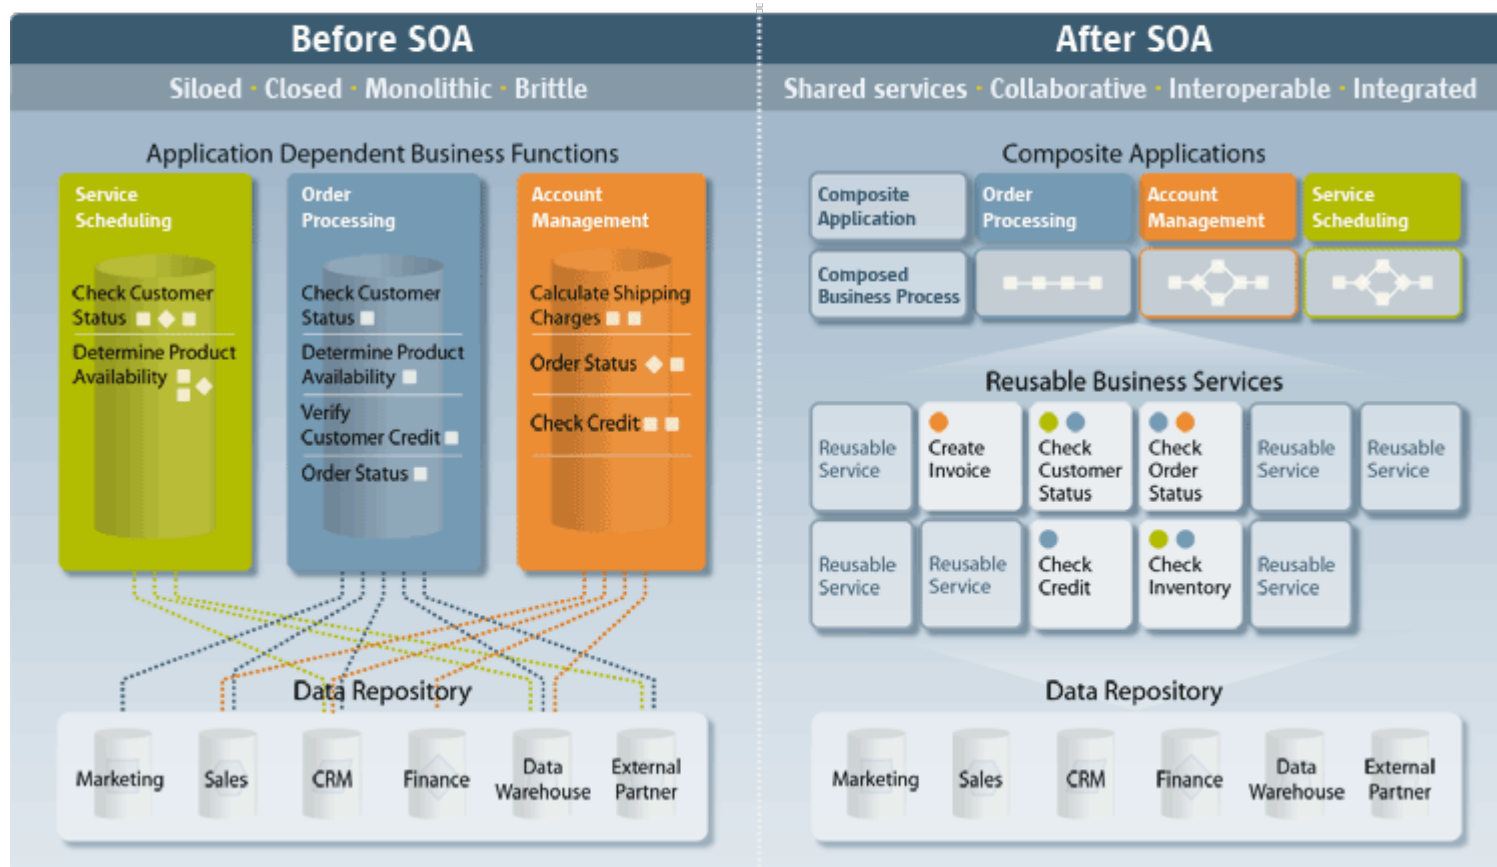 Before SOA
Siloed · Closed · Monolithic · Brittle
Application Dependent Business Functions
Service
Scheduling
Check Customer
Status
Determine Product
Availability
Order
Processing
Check Customer
Status
Determine Product
Availability
Verify
Customer Credit
Order Status
Account
Management
Calculate Shipping
Charges
Order Status
Check Credit
Data Repository
Marketing
Sales
CRM
Finance
Data
Warehouse
External
Partner
After SOA
Shared services · Collaborative · Interoperable · Integrated
Composite Applications
Composite
Application
Order
Processing
Account
Management
Service
Scheduling
Composed
Business Process
Reusable Business Services
Reusable
Service
Create
Invoice
Check
Customer
Status
Check
Order
Status
Reusable
Service
Reusable
Service
Reusable
Service
Reusable
Service
Check
Credit
Check
Inventory
Reusable
Service
Data Repository
Marketing
Sales
CRM
Finance
Data
Warehouse
External
Partner